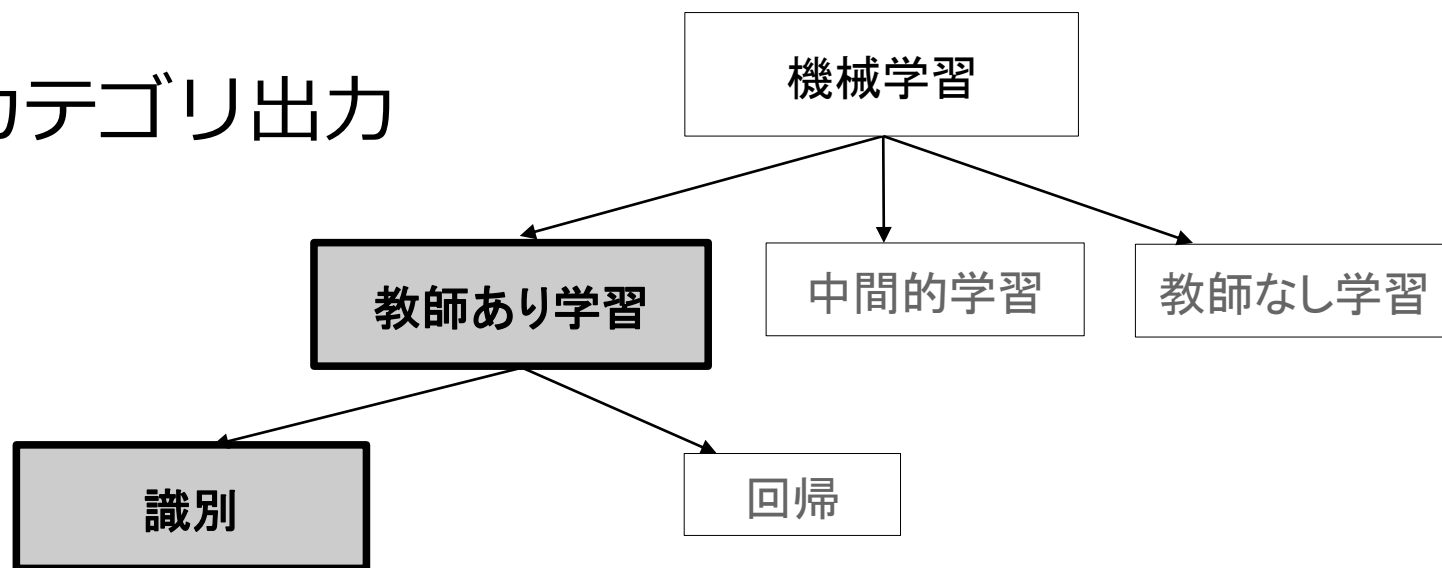 カテゴリ出力
機械学習
教師あり学習
中間的学習
教師なし学習
識別
回帰